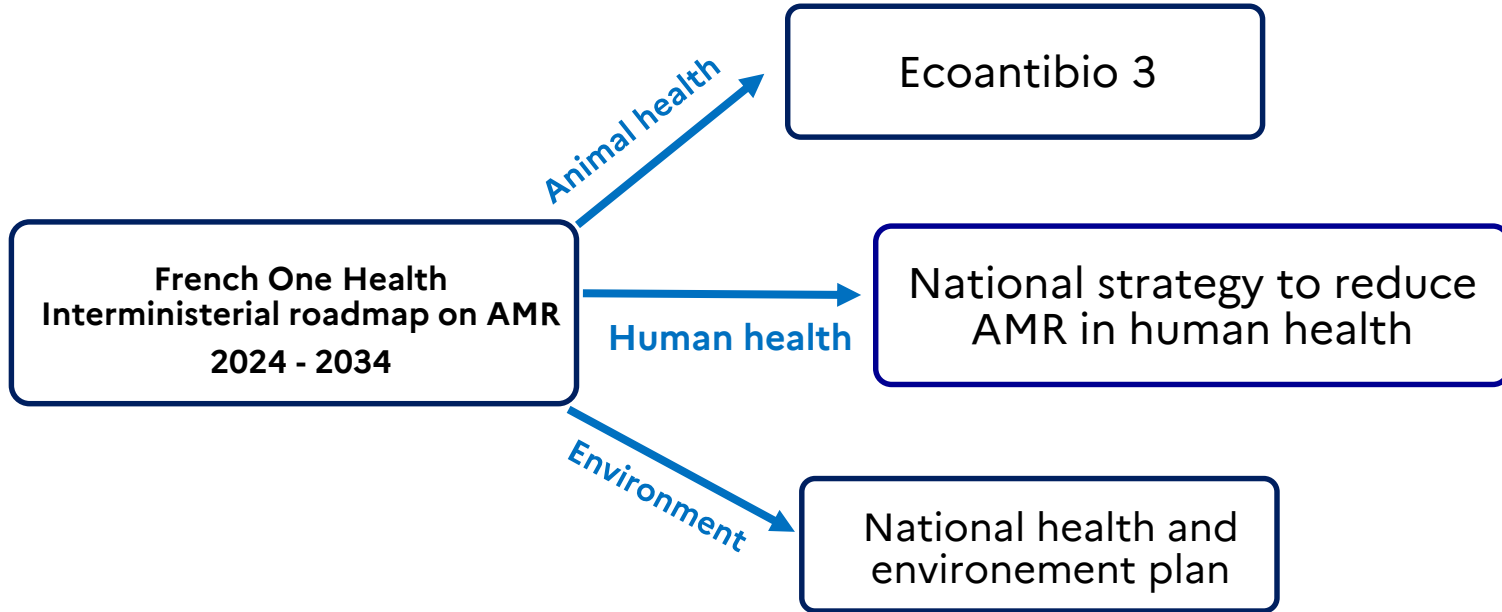 Animal health
Ecoantibio 3
French One Health
Interministerial roadmap on AMR
2024 - 2034
Human health
National strategy to reduce
AMR in human health
Environment
National health and
environement plan